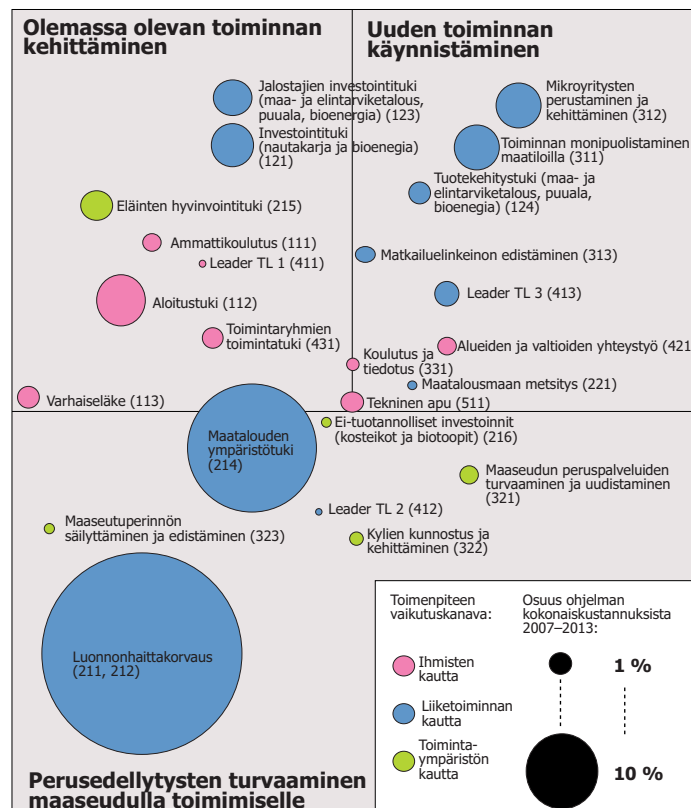 Olemassa olevan toiminnan
kehittäminen
Uuden toiminnan
käynnistäminen
Jalostajien investointituki
(maa- ja elintarviketalous,
puuala, bioenergia) (123)
Investointituki
(nautakarja ja bioenegia)
(121)
Eläinten hyvinvointituki (215)
Ammattikoulutus (111)
Leader TL 1 (411)
Aloitustuki (112)
Toimintaryhmien
toimintatuki (431)
Varhaiseläke (113)
Mikroyritysten
perustaminen ja
kehittäminen (312)
Toiminnan monipuolistaminen
maatiloilla (311)
Tuotekehitystuki (maa- ja
elintarviketalous, puuala,
bioenegia) (124)
Matkailuelinkeinon edistäminen (313)
Leader TL 3 (413)
Alueiden ja valtioiden yhteystyö (421)
Koulutus ja
tiedotus (331)
Maatalousmaan metsitys (221)
Tekninen apu (511)
Maatalouden
ympäristötuki
(214)
Ei-tuotannolliset investoinnit
(kosteikot ja biotoopit) (216)
Maaseudun peruspalveluiden
turvaaminen ja uudistaminen
(321)
Leader TL 2 (412)
Maaseutuperinnön
säilyttäminen ja edistäminen (323)
Kylien kunnostus ja
kehittäminen (322)
Luonnonhaittakorvaus
(211, 212)
Perusedellytysten turvaaminen
maaseudulla toimimiselle
Toimenpiteen
vaikutuskanava:
Ihmisten
kautta
Liiketoiminnan
kautta
Toiminta-
ympäristön
kautta
Osuus ohjelman
kokonaiskustannuksista
2007–2013:
1 %
10 %